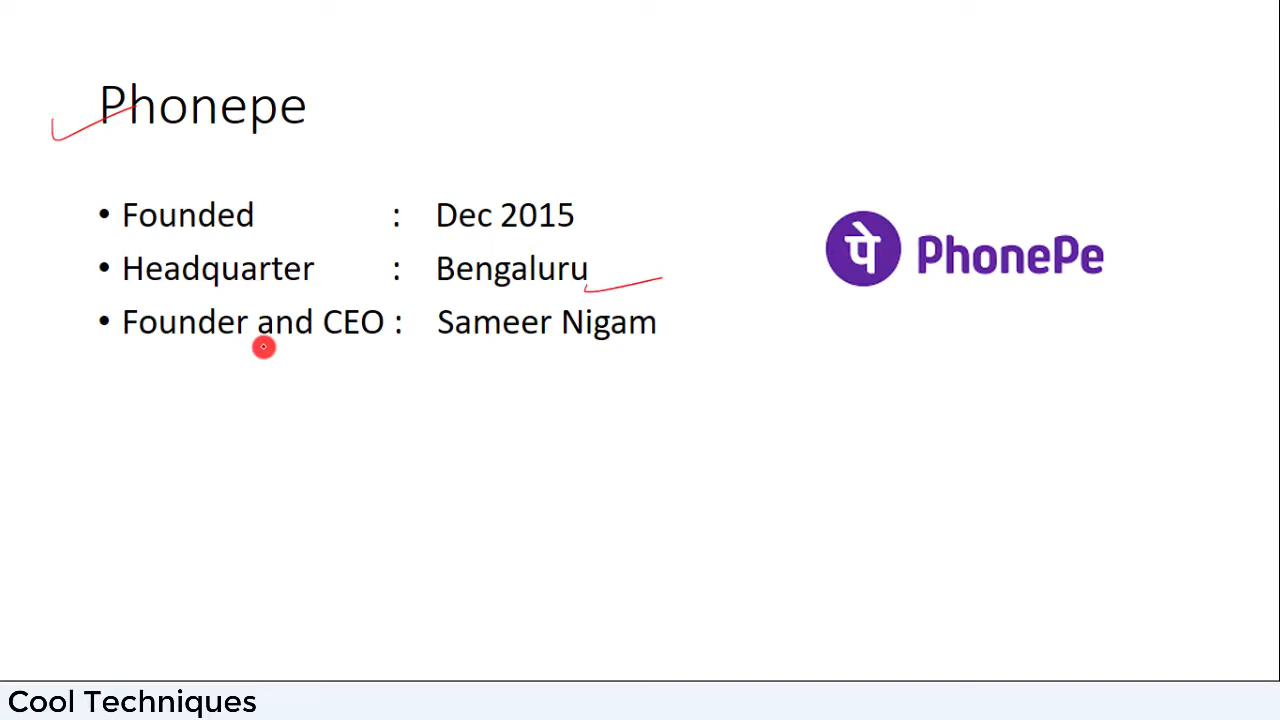 Phonepe
• Founded : Dec 2015
• Headquarter : Bengaluru
• Founder and CEO : Sameer Nigam
पे PhonePe
Cool Techniques